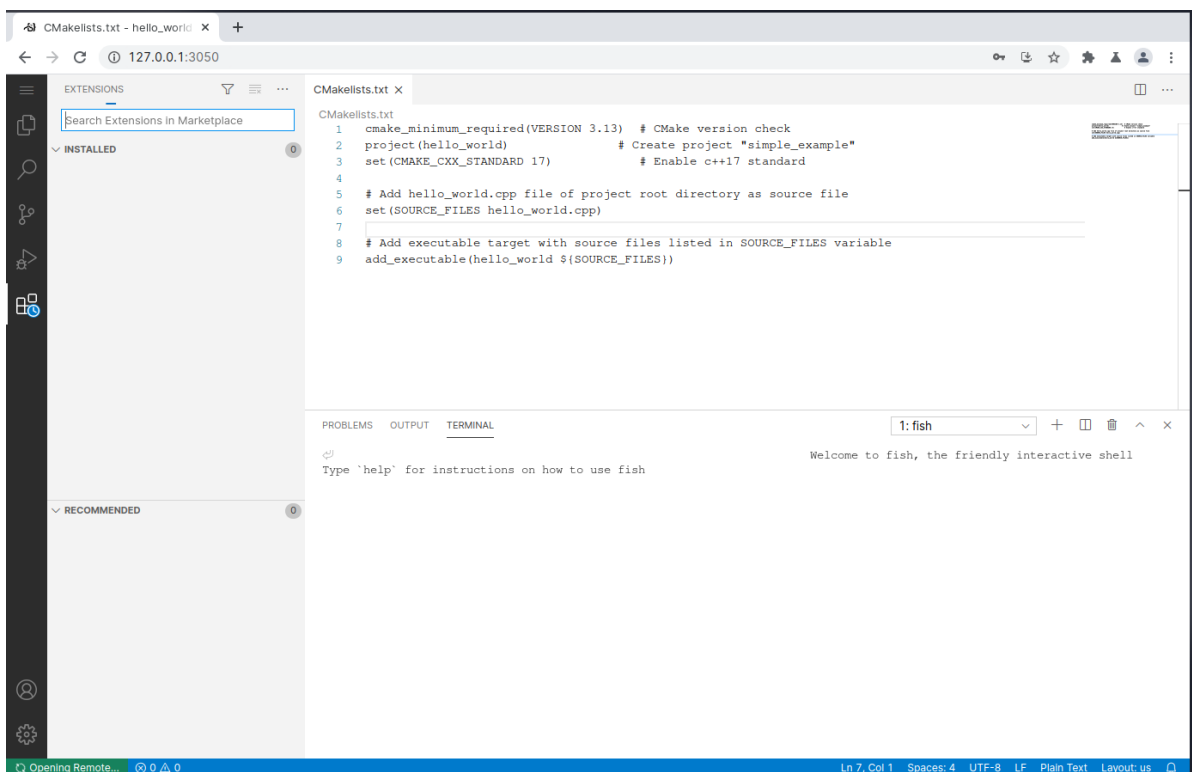 CMakelists.txt - hello_world
127.0.0.1:3050
EXTENSIONS
Search Extensions in Marketplace
INSTALLED
0
RECOMMENDED
0
CMakelists.txt
CMakelists.txt
1 cmake_minimum_required(VERSION 3.13) # CMake version check
2 project(hello_world) # Create project "simple_example"
3 set(CMAKE_CXX_STANDARD 17) # Enable c++17 standard
4
5 # Add hello_world.cpp file of project root directory as source file
6 set(SOURCE_FILES hello_world.cpp)
7
8 # Add executable target with source files listed in SOURCE_FILES variable
9 add_executable(hello_world ${SOURCE_FILES})
PROBLEMS OUTPUT TERMINAL 1: fish
Welcome to fish, the friendly interactive shell
Type `help` for instructions on how to use fish
Opening Remote... 0 0 Ln 7, Col 1 Spaces: 4 UTF-8 LF Plain Text Layout: us